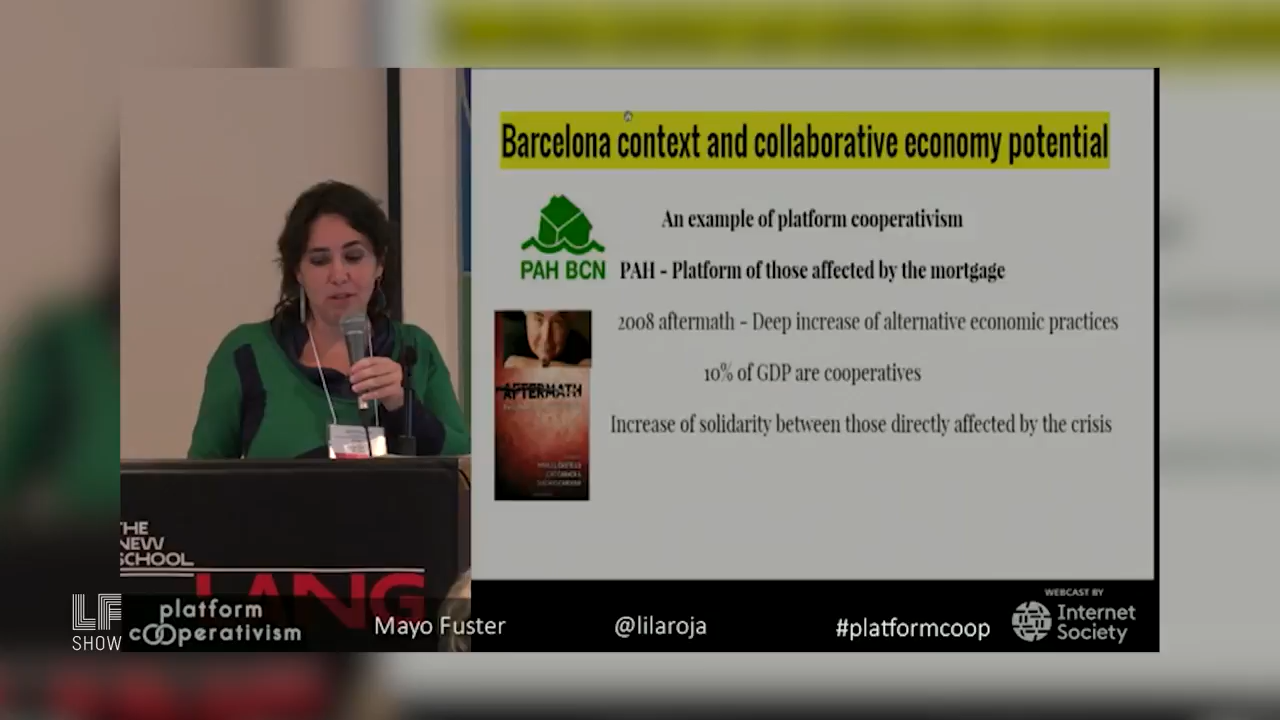 Barcelona context and collaborative economy potential
An example of platform cooperativism
PAH BCN
PAH - Platform of those affected by the mortgage
2008 aftermath - Deep increase of alternative economic practices
10% of GDP are cooperatives
Increase of solidarity between those directly affected by the crisis
AFTERMATH
THE
NEW
SCHOOL
LANG
LF
SHOW
platform
cooperativism
Mayo Fuster
@lilaroja
#platformcoop
WEBCAST BY
Internet
Society